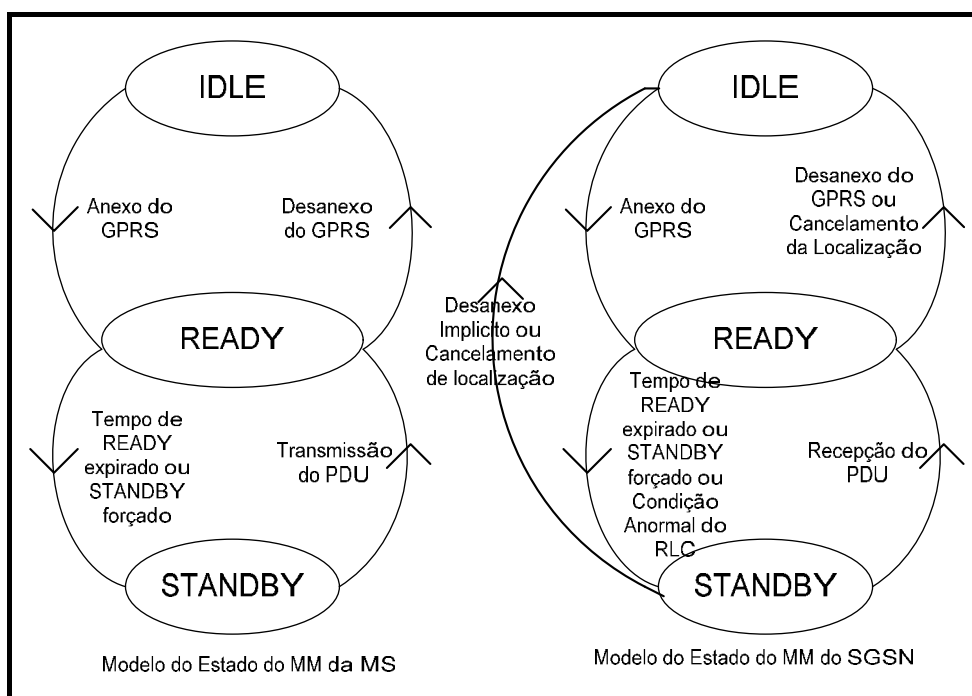 IDLE
Anexo do
GPRS
Desanexo
do GPRS
READY
Tempo de
READY
expirado ou
STANDBY
forçado
Transmissão
do PDU
STANDBY
Modelo do Estado do MM da MS
IDLE
Anexo do
GPRS
Desanexo do
GPRS ou
Cancelamento
da Localização
Desanexo
Implicito ou
Cancelamento
de localização
READY
Tempo de
READY
expirado ou
STANDBY
forçado ou
Condição
Anormal do
RLC
Recepção do
PDU
STANDBY
Modelo do Estado do MM do SGSN